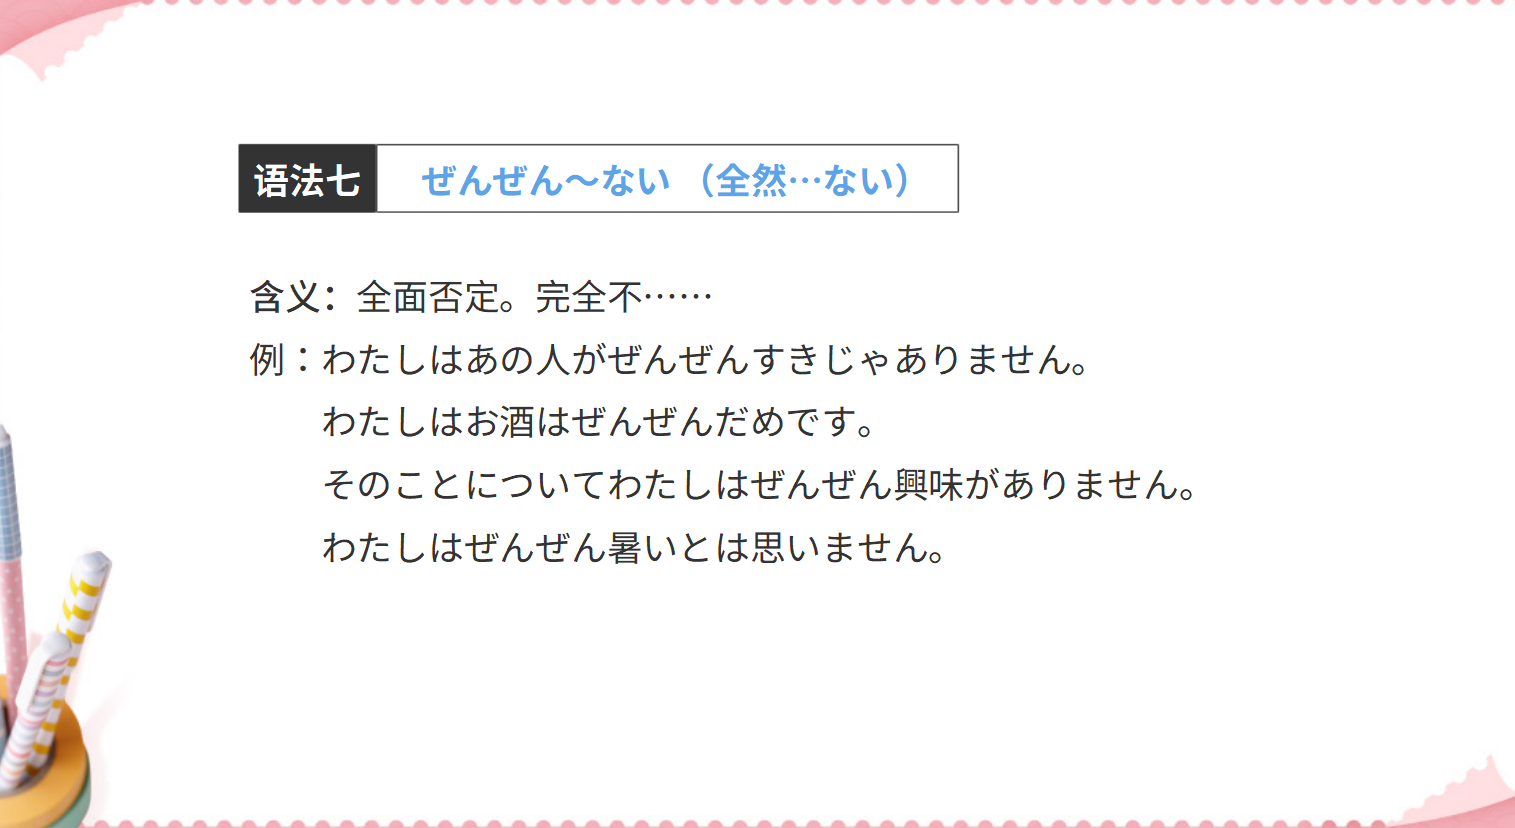 语法七 ぜんぜん～ない （全然…ない）
含义：全面否定。完全不……
例：わたしはあの人がぜんぜんすきじゃありません。
わたしはお酒はぜんぜんだめです。
そのことについてわたしはぜんぜん興味がありません。
わたしはぜんぜん暑いとは思いません。